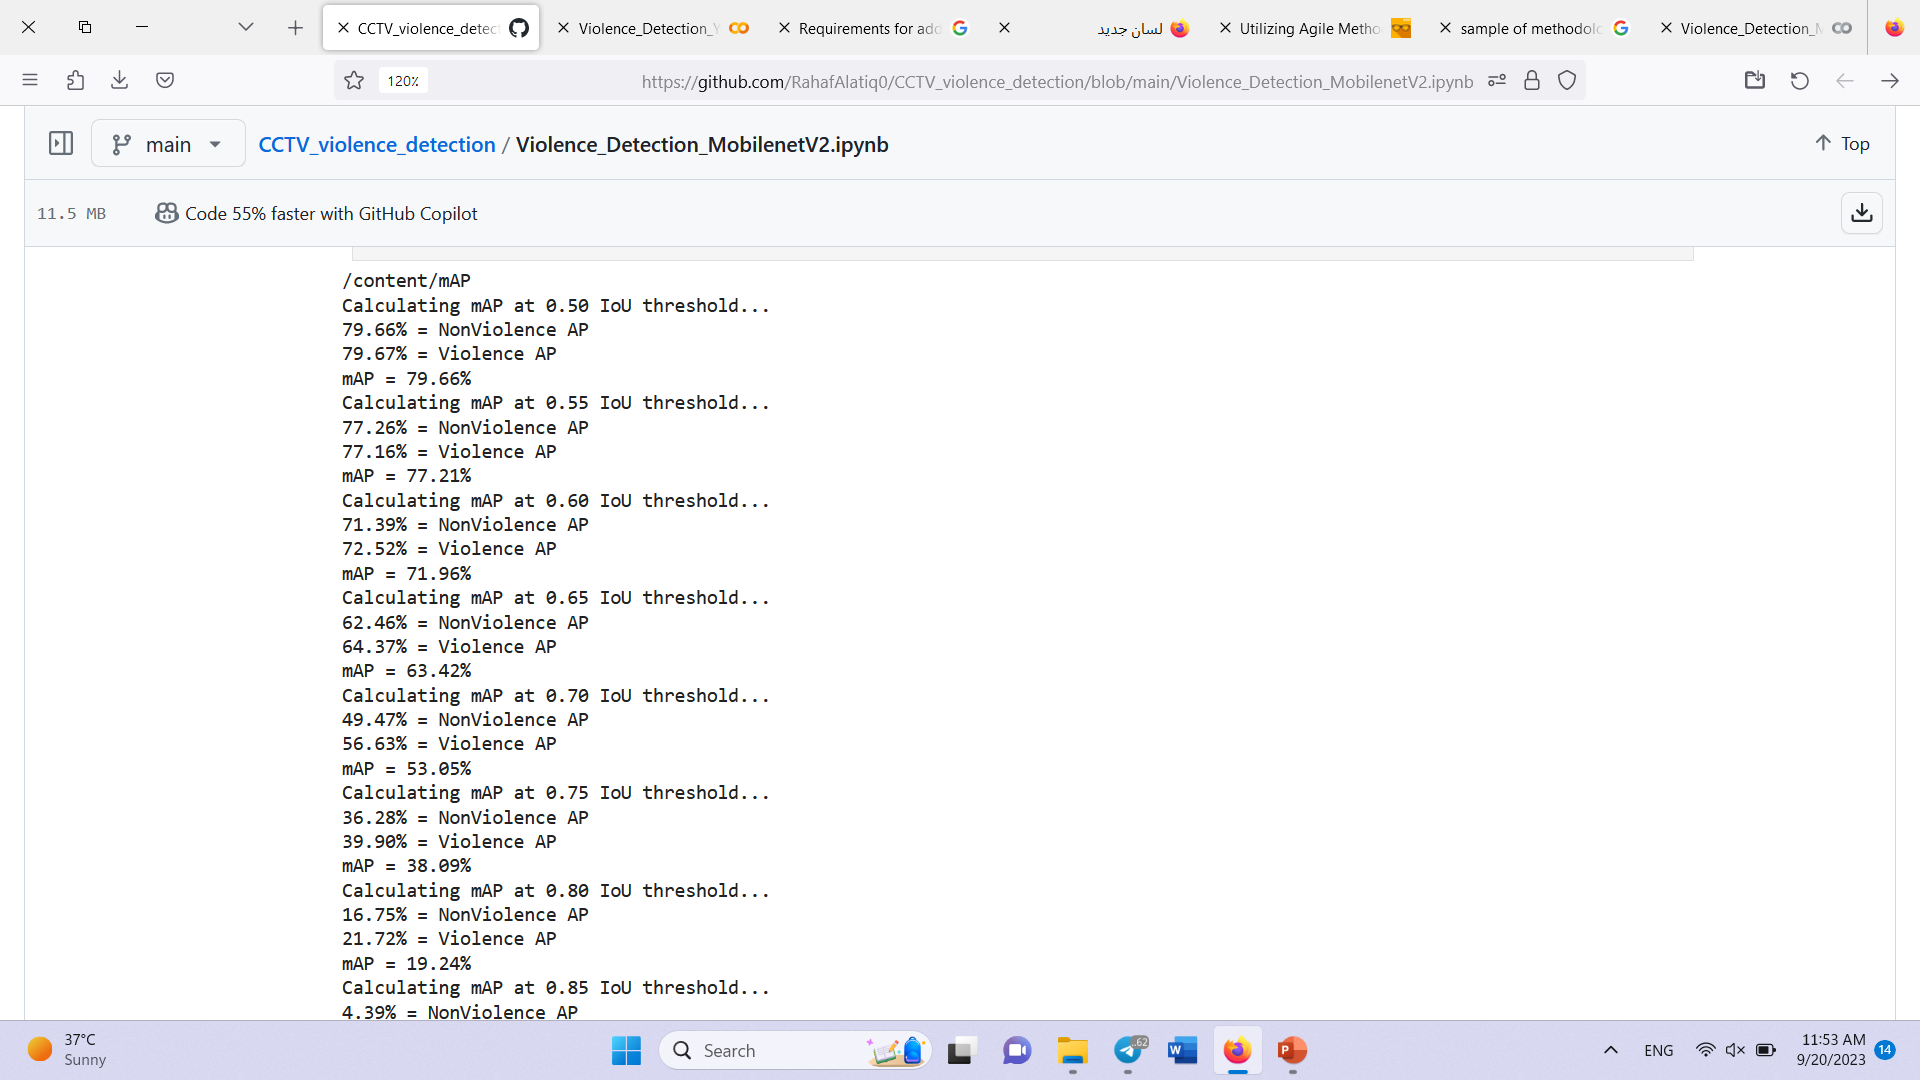 CCTV_violence_detect
Violence_Detection_Y
Requirements for add
لسان جديد
Utilizing Agile Metho
sample of methodolo
Violence_Detection_M
120%
https://github.com/RahafAlatiq0/CCTV_violence_detection/blob/main/Violence_Detection_MobilenetV2.ipynb
main
CCTV_violence_detection / Violence_Detection_MobilenetV2.ipynb
Top
11.5 MB
Code 55% faster with GitHub Copilot
/content/mAP
Calculating mAP at 0.50 IoU threshold...
79.66% = NonViolence AP
79.67% = Violence AP
mAP = 79.66%
Calculating mAP at 0.55 IoU threshold...
77.26% = NonViolence AP
77.16% = Violence AP
mAP = 77.21%
Calculating mAP at 0.60 IoU threshold...
71.39% = NonViolence AP
72.52% = Violence AP
mAP = 71.96%
Calculating mAP at 0.65 IoU threshold...
62.46% = NonViolence AP
64.37% = Violence AP
mAP = 63.42%
Calculating mAP at 0.70 IoU threshold...
49.47% = NonViolence AP
56.63% = Violence AP
mAP = 53.05%
Calculating mAP at 0.75 IoU threshold...
36.28% = NonViolence AP
39.90% = Violence AP
mAP = 38.09%
Calculating mAP at 0.80 IoU threshold...
16.75% = NonViolence AP
21.72% = Violence AP
mAP = 19.24%
Calculating mAP at 0.85 IoU threshold...
4.39% = NonViolence AP
37°C
Sunny
Search
.62
W
P
ENG
11:53 AM
9/20/2023
14